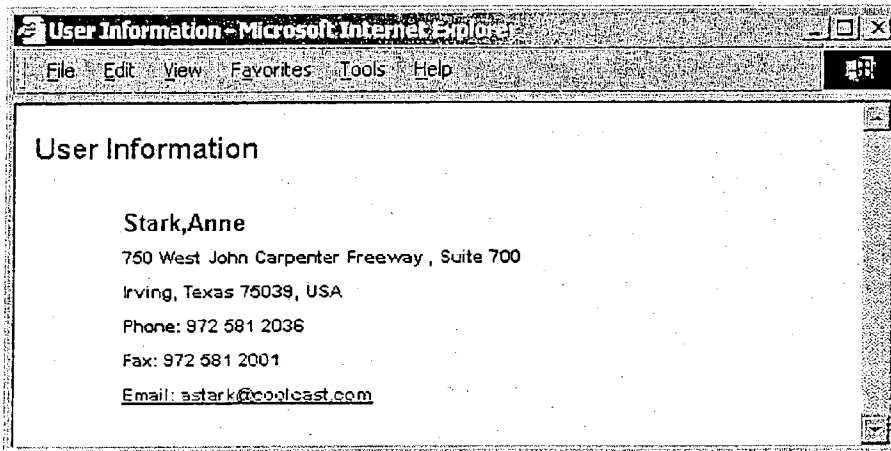 User Information - Microsoft Internet Explorer
File Edit View Favorites Tools Help
User Information
Stark,Anne
750 West John Carpenter Freeway , Suite 700
Irving, Texas 75039, USA
Phone: 972 581 2036
Fax: 972 581 2001
Email: astark@coolcast.com